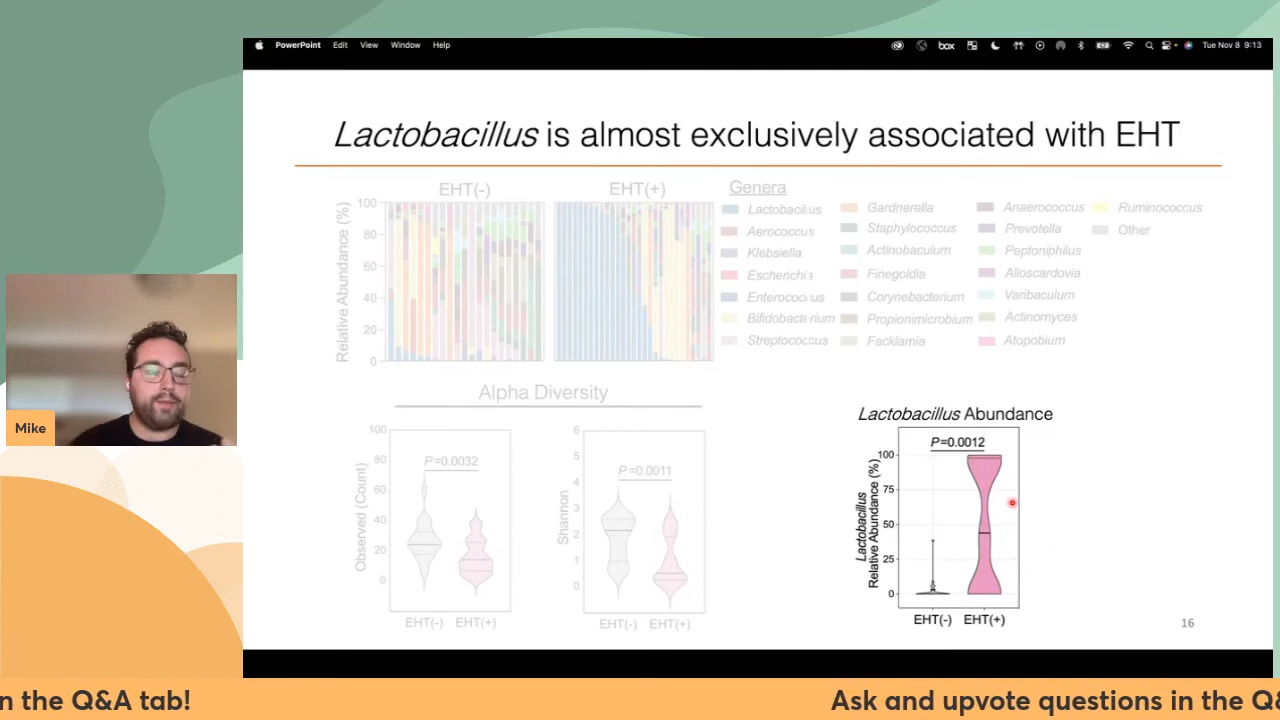 PowerPoint Edit View Window Help
box
Tue Nov 8 9:13
Lactobacillus is almost exclusively associated with EHT
EHT(-)
EHT(+)
Relative Abundance (%)
100
80
60
40
20
0
Genera
Lactobacillus
Aerococcus
Klebsiella
Escherichia
Enterococcus
Bifidobacterium
Streptococcus
Gardnerella
Staphylococcus
Actinobaculum
Finegoldia
Corynebacterium
Propionimicrobium
Facklamia
Anaerococcus
Prevotella
Peptoniphilus
Alloscardovia
Varibaculum
Actinomyces
Atopobium
Ruminococcus
Other
Alpha Diversity
Observed (Count)
100
80
60
40
20
0
P=0.0032
EHT(-) EHT(+)
Shannon
6
5
4
3
2
1
0
P=0.0011
EHT(-) EHT(+)
Lactobacillus Abundance
Lactobacillus
Relative Abundance (%)
100
75
50
25
0
P=0.0012
EHT(-) EHT(+)
16
Mike
n the Q&A tab!
Ask and upvote questions in the Q&